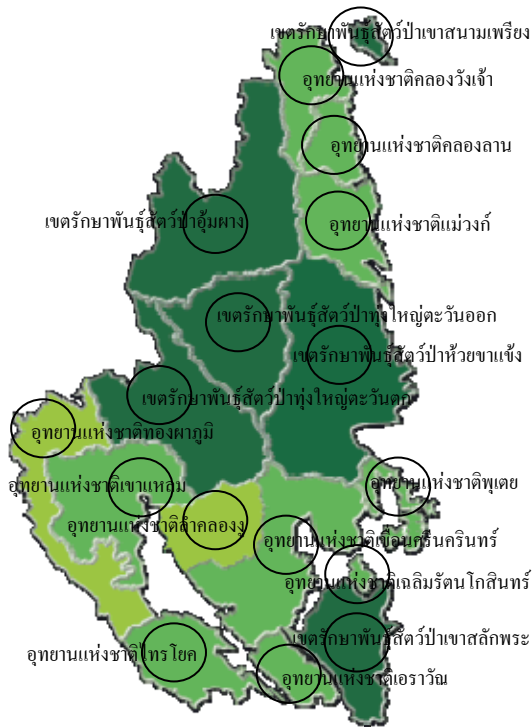 เขตรักษาพันธุ์สัตว์ป่าเขาสนามเพรียง
อุทยานแห่งชาติคลองวังเจ้า
อุทยานแห่งชาติคลองลาน
เขตรักษาพันธุ์สัตว์ป่าอุ้มผาง
อุทยานแห่งชาติแม่วงก์
เขตรักษาพันธุ์สัตว์ป่าทุ่งใหญ่ตะวันออก
เขตรักษาพันธุ์สัตว์ป่าห้วยขาแข้ง
เขตรักษาพันธุ์สัตว์ป่าทุ่งใหญ่ตะวันตก
อุทยานแห่งชาติทองผาภูมิ
อุทยานแห่งชาติเขาแหลม
อุทยานแห่งชาติพุเตย
อุทยานแห่งชาติลำคลองงู
อุทยานแห่งชาติเขื่อนศรีนครินทร์
อุทยานแห่งชาติเฉลิมรัตนโกสินทร์
เขตรักษาพันธุ์สัตว์ป่าเขาสลักพระ
อุทยานแห่งชาติไทรโยค
อุทยานแห่งชาติเอราวัณ